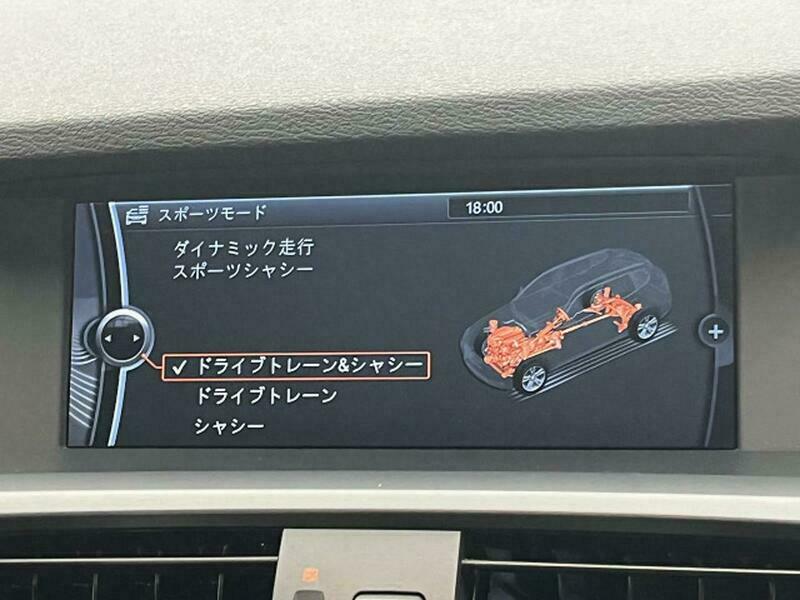 スポーツモード
18:00
ダイナミック走行
スポーツシャシー
✓ ドライブトレーン&シャシー
ドライブトレーン
シャシー